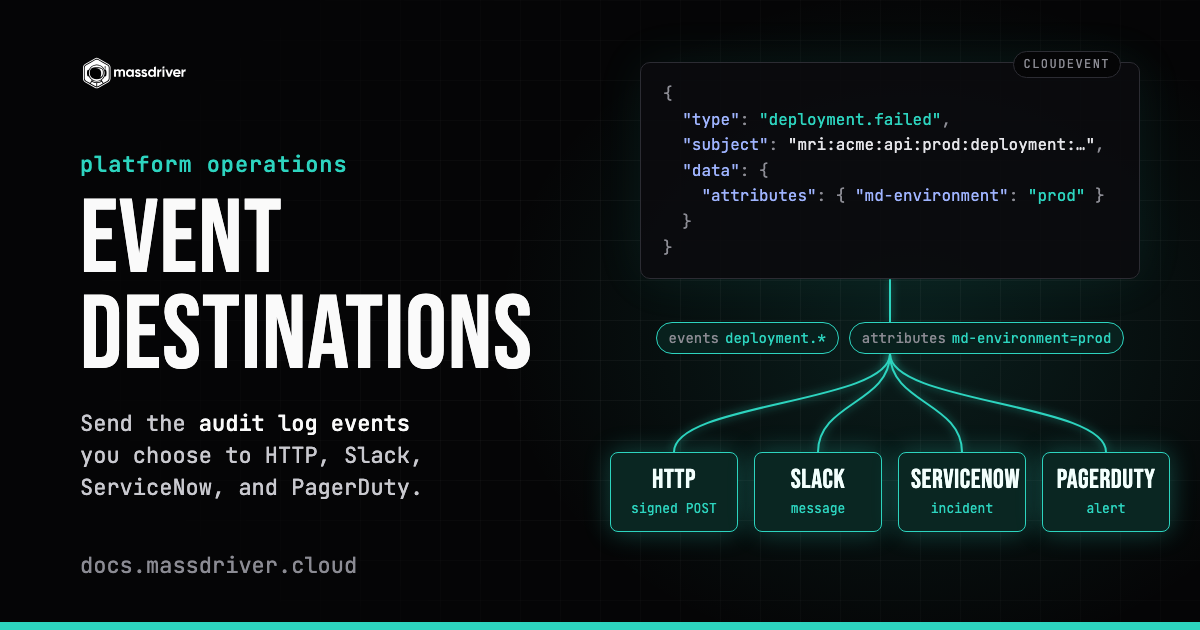 massdriver
platform operations
EVENT
DESTINATIONS
Send the audit log events
you choose to HTTP, Slack,
ServiceNow, and PagerDuty.
docs.massdriver.cloud
CLOUDEVENT
{
"type": "deployment.failed",
"subject": "mri:acme:api:prod:deployment:…",
"data": {
"attributes": { "md-environment": "prod" }
}
}
events deployment.*
attributes md-environment=prod
HTTP
signed POST
SLACK
message
SERVICENOW
incident
PAGERDUTY
alert